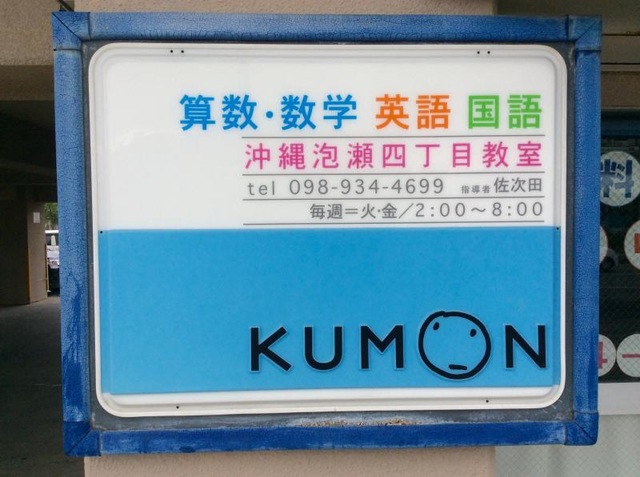 算数・数学 英語 国語
沖縄泡瀬四丁目教室
tel 098-934-4699 指導者 佐次田
毎週＝火・金／2：00〜8：00
KUMON
料